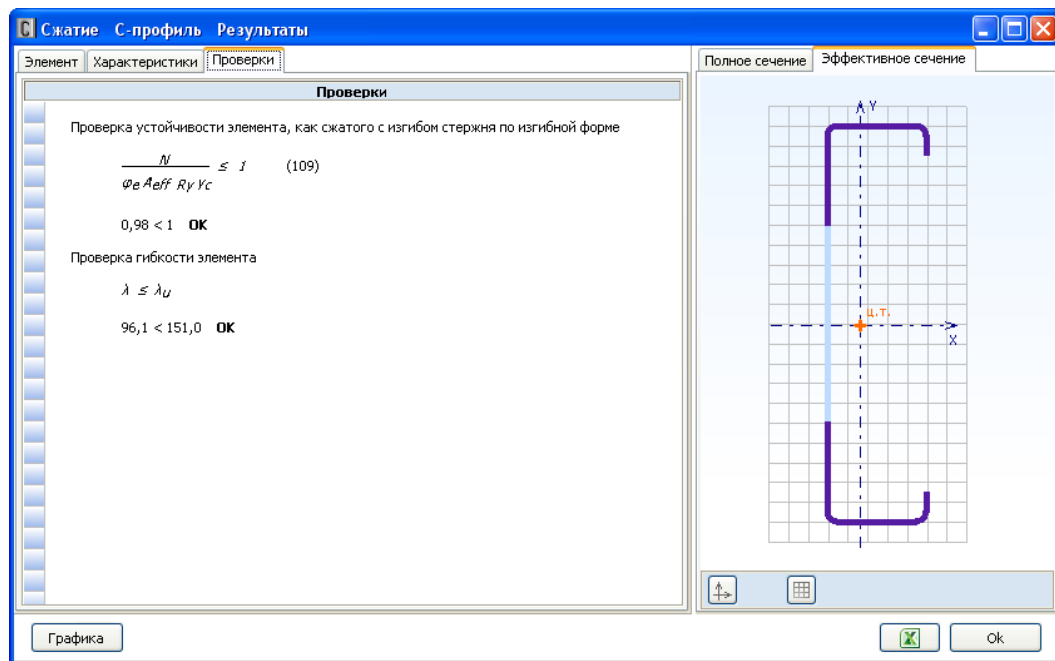 C Сжатие С-профиль Результаты
Элемент Характеристики Проверки
Полное сечение Эффективное сечение
Проверки
Проверка устойчивости элемента, как сжатого с изгибом стержня по изгибной форме
N
≤ 1 (109)
φe Aeff Ry γc
0,98 < 1 OK
Проверка гибкости элемента
λ ≤ λu
96,1 < 151,0 OK
Y
ц.т.
X
Графика
Ok